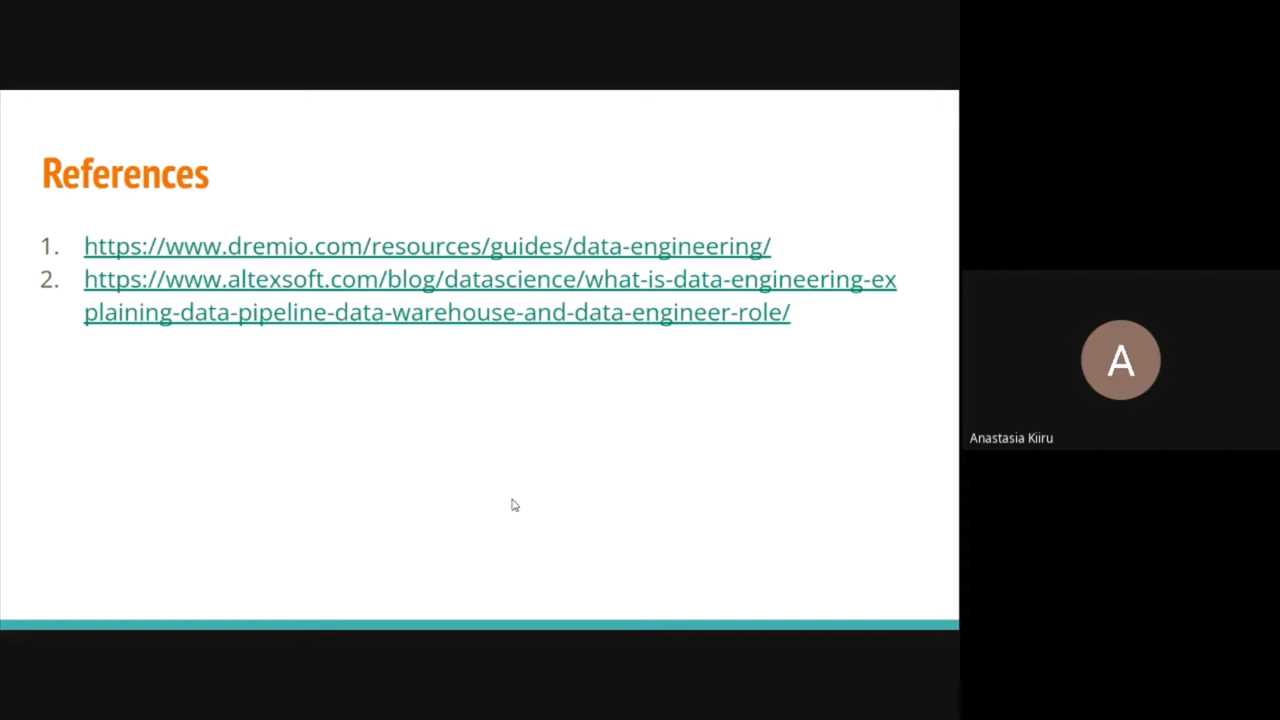 References
1. https://www.dremio.com/resources/guides/data-engineering/
2. https://www.altexsoft.com/blog/datascience/what-is-data-engineering-ex
plaining-data-pipeline-data-warehouse-and-data-engineer-role/
A
Anastasia Kiiru